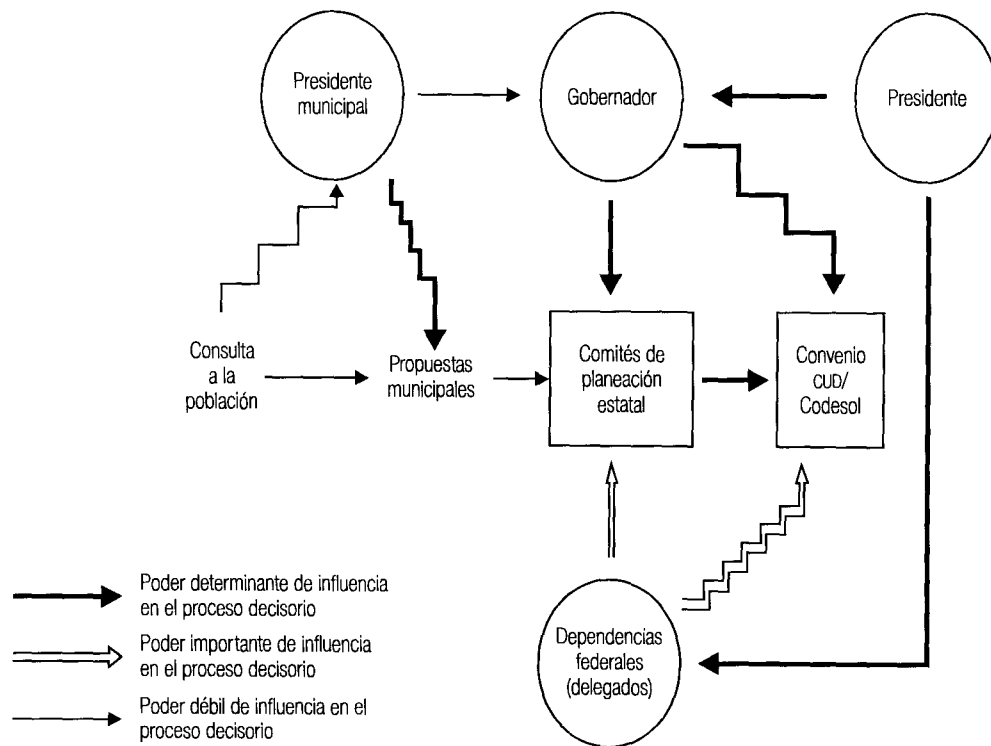 Presidente
municipal
Gobernador
Presidente
Consulta
a la
población
Propuestas
municipales
Comités de
planeación
estatal
Convenio
CUD/
Codesol
Dependencias
federales
(delegados)
Poder determinante de influencia
en el proceso decisorio
Poder importante de influencia
en el proceso decisorio
Poder débil de influencia en el
proceso decisorio